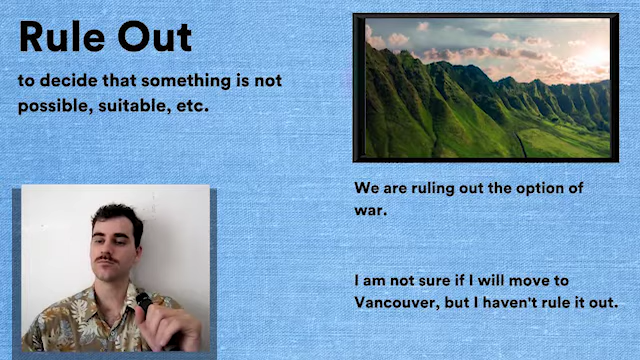 Rule Out
to decide that something is not
possible, suitable, etc.
We are ruling out the option of
war.
I am not sure if I will move to
Vancouver, but I haven't rule it out.